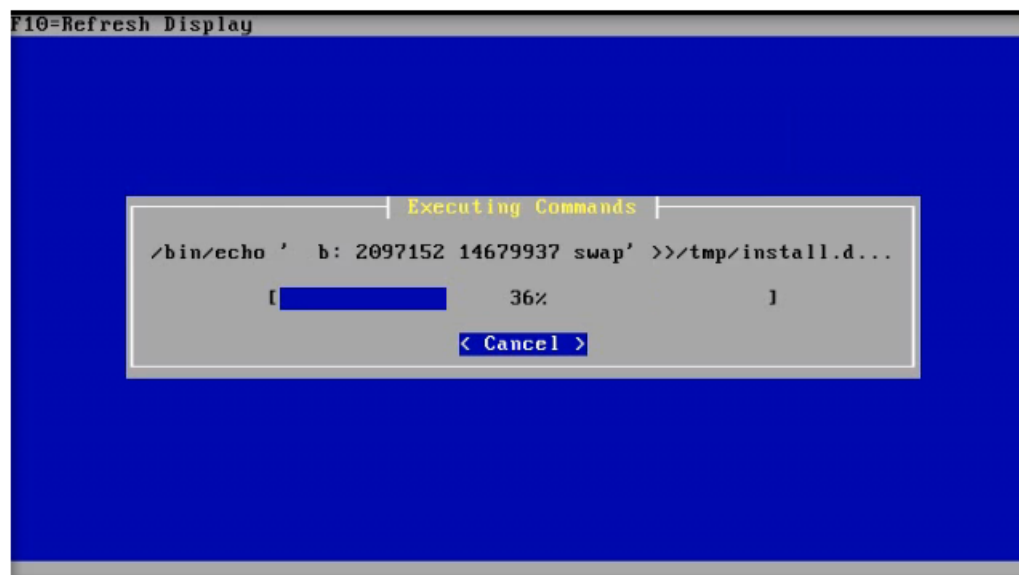 F10=Refresh Display
Executing Commands
/bin/echo '  b: 2097152 14679937 swap' >>/tmp/install.d...
[ 36% ]
< Cancel >